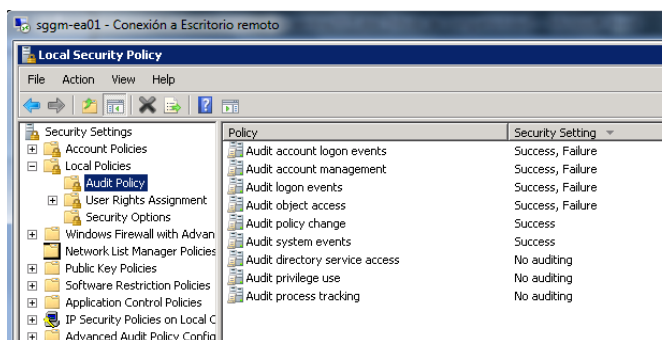 sggm-ea01 - Conexión a Escritorio remoto
Local Security Policy
File Action View Help
Security Settings
Account Policies
Local Policies
Audit Policy
User Rights Assignment
Security Options
Windows Firewall with Advan
Network List Manager Policies
Public Key Policies
Software Restriction Policies
Application Control Policies
IP Security Policies on Local C
Advanced Audit Policy Config
Policy Security Setting
Audit account logon events Success, Failure
Audit account management Success, Failure
Audit logon events Success, Failure
Audit object access Success, Failure
Audit policy change Success
Audit system events Success
Audit directory service access No auditing
Audit privilege use No auditing
Audit process tracking No auditing